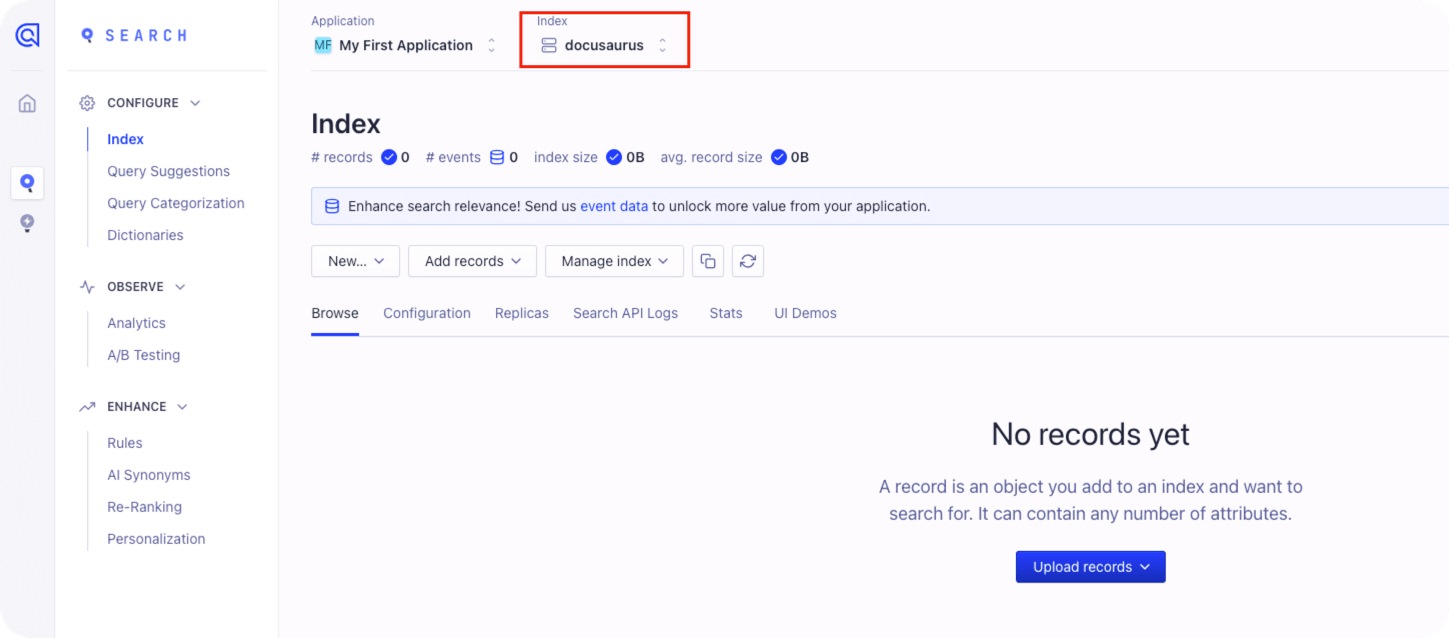 SEARCH
CONFIGURE
Index
Query Suggestions
Query Categorization
Dictionaries
OBSERVE
Analytics
A/B Testing
ENHANCE
Rules
AI Synonyms
Re-Ranking
Personalization
Application
MF My First Application
Index
docusaurus
Index
# records 0 # events 0 index size 0B avg. record size 0B
Enhance search relevance! Send us event data to unlock more value from your application.
New... Add records Manage index
Browse Configuration Replicas Search API Logs Stats UI Demos
No records yet
A record is an object you add to an index and want to
search for. It can contain any number of attributes.
Upload records